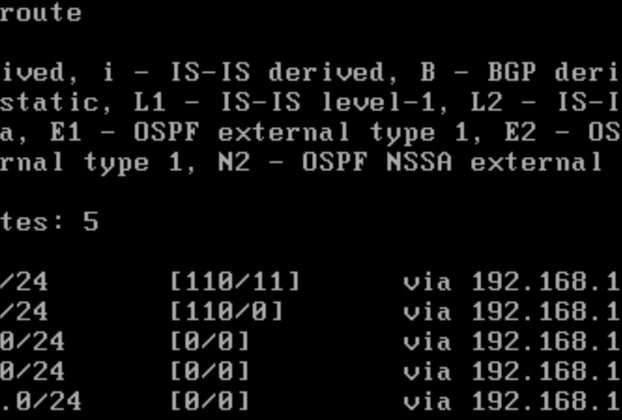 route
ived, i - IS-IS derived, B - BGP deri
static, L1 - IS-IS level-1, L2 - IS-I
a, E1 - OSPF external type 1, E2 - OS
rnal type 1, N2 - OSPF NSSA external
tes: 5
/24 [110/11] via 192.168.1
/24 [110/0] via 192.168.1
0/24 [0/0] via 192.168.1
0/24 [0/0] via 192.168.1
.0/24 [0/0] via 192.168.1